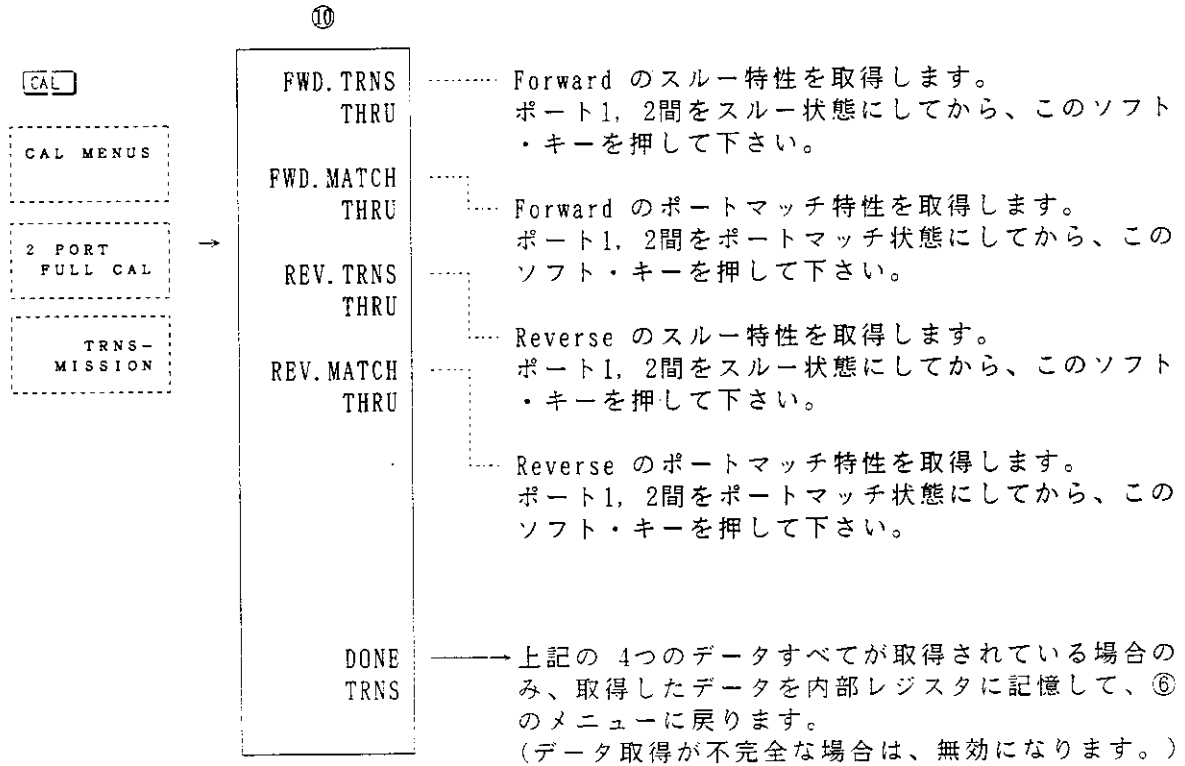 ⑩
CAL
CAL MENUS
2 PORT
FULL CAL
→
TRNS-
MISSION
FWD.TRNS
THRU
Forward のスルー特性を取得します。
ポート1, 2間をスルー状態にしてから、このソフト
・キーを押して下さい。
FWD.MATCH
THRU
Forward のポートマッチ特性を取得します。
ポート1, 2間をポートマッチ状態にしてから、この
ソフト・キーを押して下さい。
REV.TRNS
THRU
Reverse のスルー特性を取得します。
ポート1, 2間をスルー状態にしてから、このソフト
・キーを押して下さい。
REV.MATCH
THRU
Reverse のポートマッチ特性を取得します。
ポート1, 2間をポートマッチ状態にしてから、この
ソフト・キーを押して下さい。
DONE
TRNS
上記の 4つのデータすべてが取得されている場合の
み、取得したデータを内部レジスタに記憶して、⑥
のメニューに戻ります。
(データ取得が不完全な場合は、無効になります。)